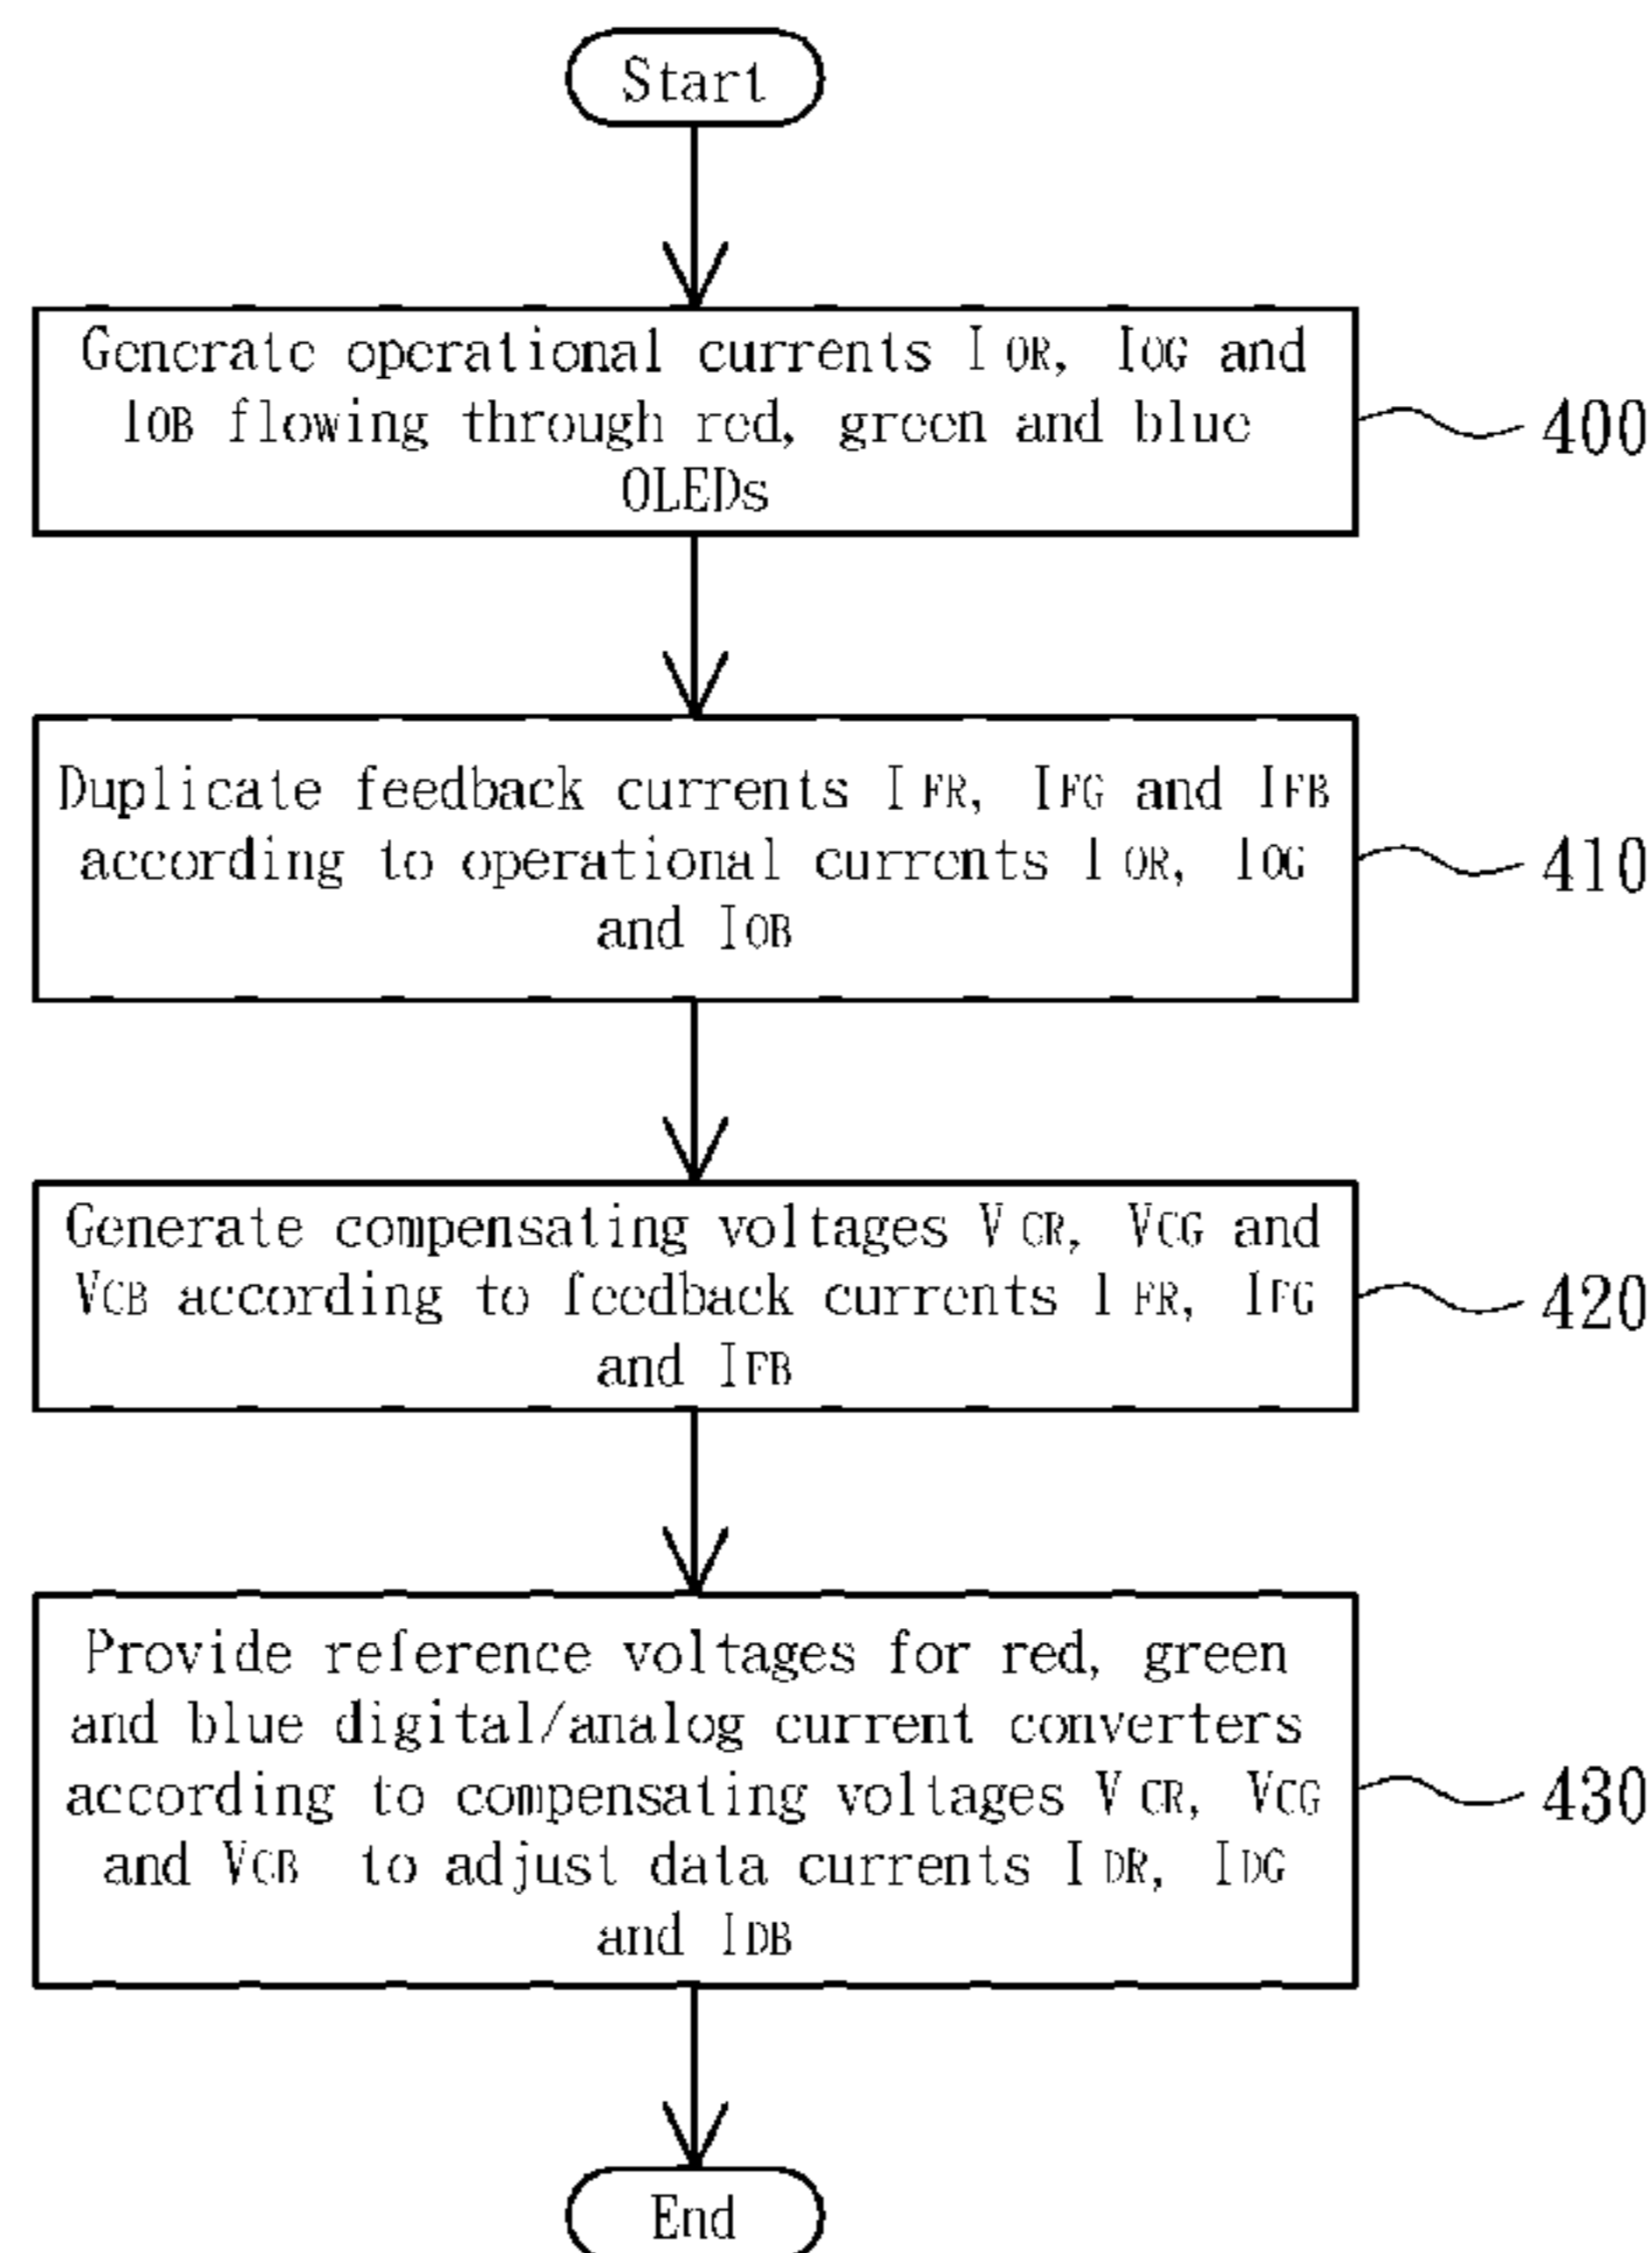 Start
Generate operational currents IOR, IOG and
IOB flowing through red, green and blue
OLEDs
400
Duplicate feedback currents IFR, IFG and IFB
according to operational currents IOR, IOG
and IOB
410
Generate compensating voltages VCR, VCG and
VCB according to feedback currents IFR, IFG
and IFB
420
Provide reference voltages for red, green
and blue digital/analog current converters
according to compensating voltages VCR, VCG
and VCB to adjust data currents IDR, IDG
and IDB
430
End